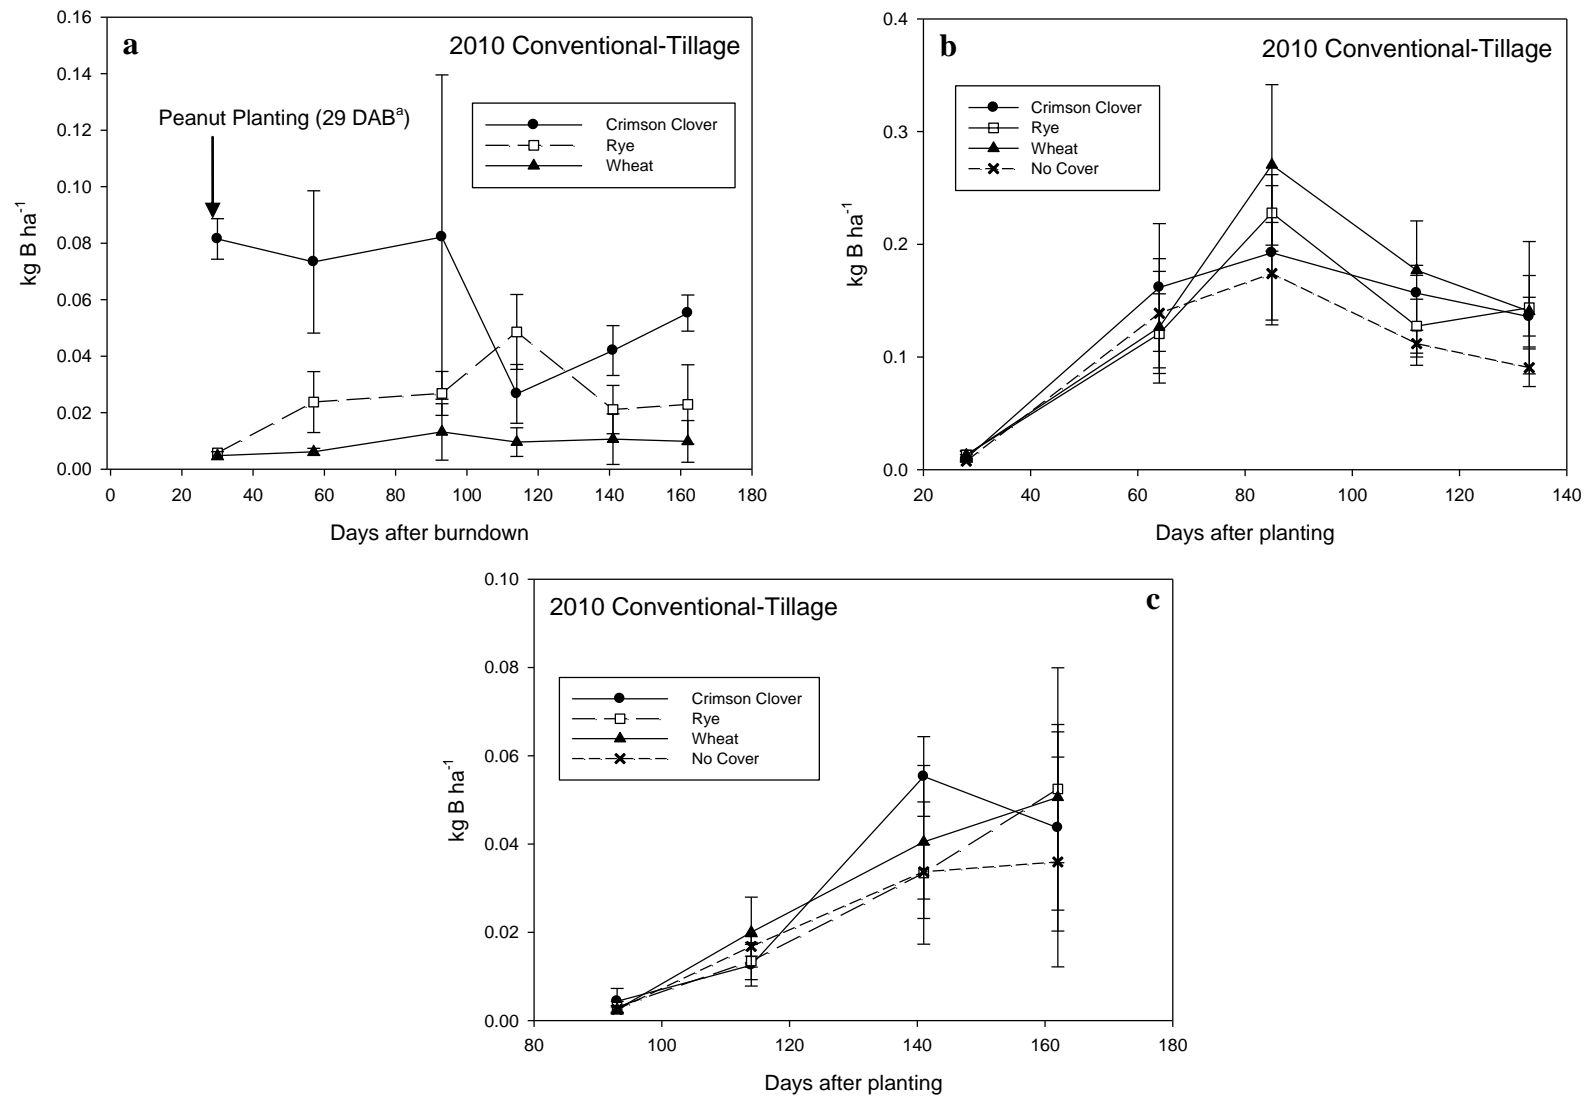 a
2010 Conventional-Tillage
Peanut Planting (29 DABᵃ)
Crimson Clover
Rye
Wheat
kg B ha⁻¹
0.16
0.14
0.12
0.10
0.08
0.06
0.04
0.02
0.00
0 20 40 60 80 100 120 140 160 180
Days after burndown
b
2010 Conventional-Tillage
Crimson Clover
Rye
Wheat
No Cover
kg B ha⁻¹
0.4
0.3
0.2
0.1
0.0
20 40 60 80 100 120 140
Days after planting
2010 Conventional-Tillage
c
Crimson Clover
Rye
Wheat
No Cover
kg B ha⁻¹
0.10
0.08
0.06
0.04
0.02
0.00
80 100 120 140 160 180
Days after planting